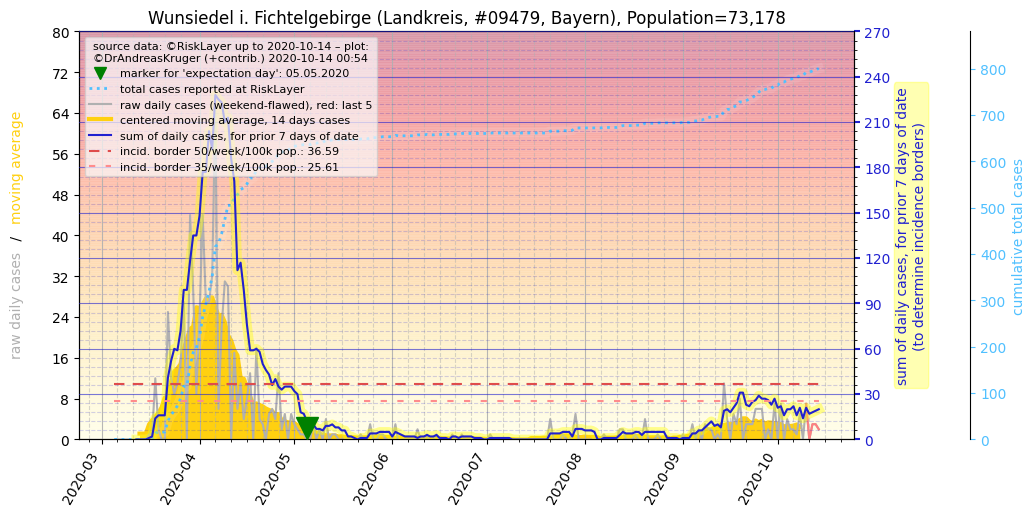 Wunsiedel i. Fichtelgebirge (Landkreis, #09479, Bayern), Population=73,178
source data: ©RiskLayer up to 2020-10-14 – plot:
©DrAndreasKruger (+contrib.) 2020-10-14 00:54
marker for 'expectation day': 05.05.2020
total cases reported at RiskLayer
raw daily cases (weekend-flawed), red: last 5
centered moving average, 14 days cases
sum of daily cases, for prior 7 days of date
incid. border 50/week/100k pop.: 36.59
incid. border 35/week/100k pop.: 25.61
raw daily cases / moving average
80
72
64
56
48
40
32
24
16
8
0
2020-03
2020-04
2020-05
2020-06
2020-07
2020-08
2020-09
2020-10
270
240
210
180
150
120
90
60
30
0
sum of daily cases, for prior 7 days of date
(to determine incidence borders)
800
700
600
500
400
300
200
100
0
cumulative total cases